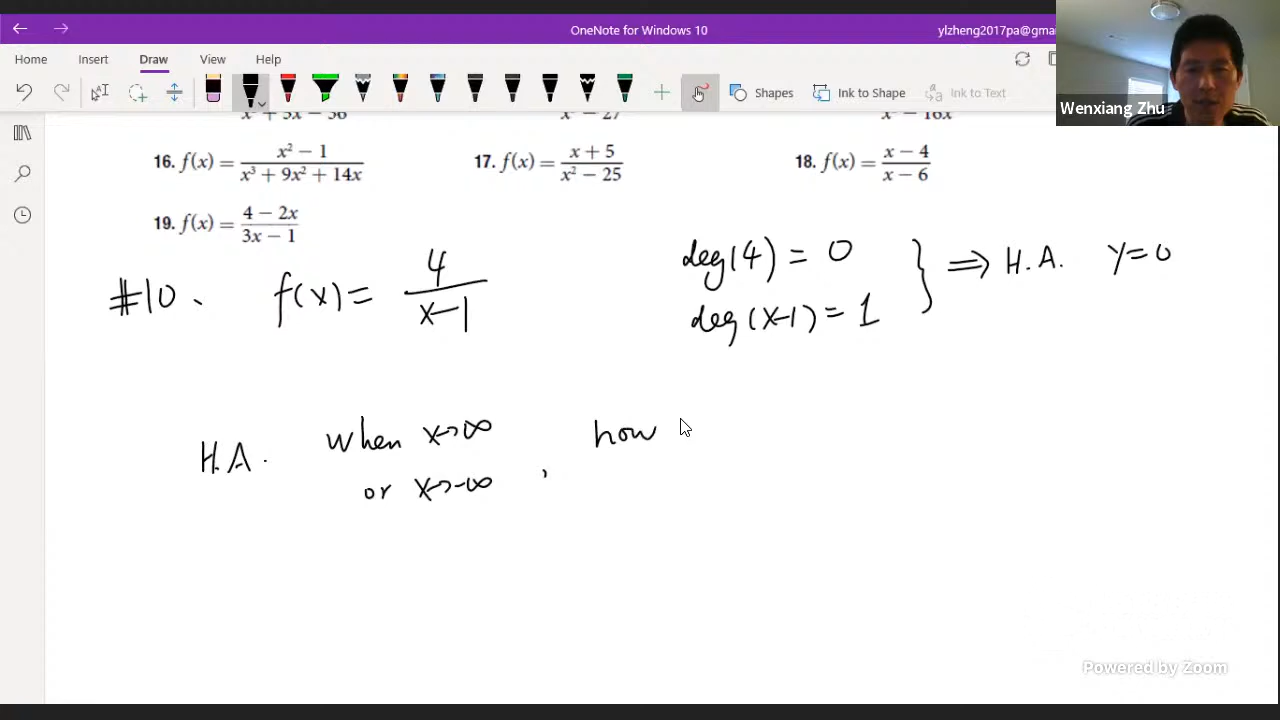 OneNote for Windows 10
ylzheng2017pa@gma
Home Insert Draw View Help
Shapes Ink to Shape Ink to Text
Wenxiang Zhu
16. f(x) = x² − 1 / x³ + 9x² + 14x 17. f(x) = x + 5 / x² − 25 18. f(x) = x − 4 / x − 6
19. f(x) = 4 − 2x / 3x − 1
#10. f(x) = 4 / x−1
deg(4) = 0
deg(x−1) = 1
} ⟹ H.A. y=0
H.A. when x→∞
or x→−∞ , how
Powered by Zoom